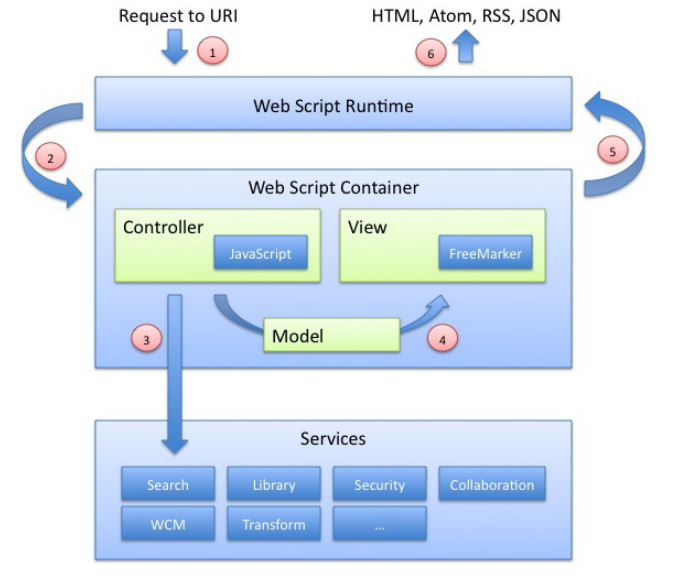 Request to URI
HTML, Atom, RSS, JSON
1
6
Web Script Runtime
2
5
Web Script Container
Controller
JavaScript
View
FreeMarker
3
Model
4
Services
Search
Library
Security
Collaboration
WCM
Transform
...